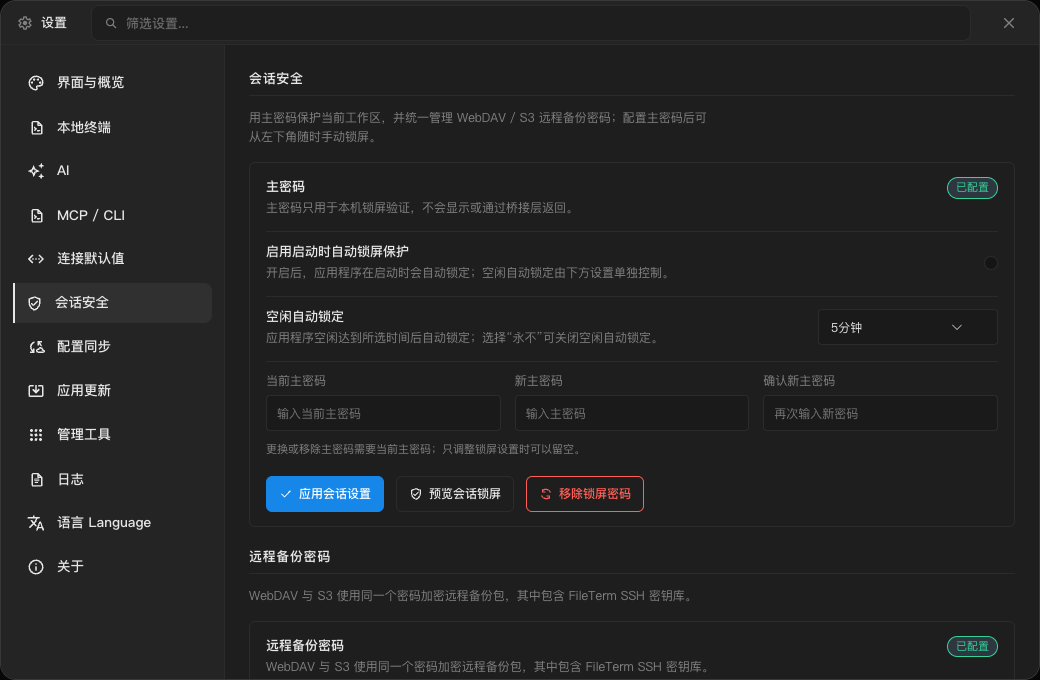 设置
筛选设置...
界面与概览
本地终端
AI
MCP / CLI
连接默认值
会话安全
配置同步
应用更新
管理工具
日志
语言 Language
关于
会话安全
用主密码保护当前工作区，并统一管理 WebDAV / S3 远程备份密码；配置主密码后可
从左下角随时手动锁屏。
主密码
已配置
主密码只用于本机锁屏验证，不会显示或通过桥接层返回。
启用启动时自动锁屏保护
开启后，应用程序在启动时会自动锁定；空闲自动锁定由下方设置单独控制。
空闲自动锁定
应用程序空闲达到所选时间后自动锁定；选择“永不”可关闭空闲自动锁定。
5分钟
当前主密码
新主密码
确认新主密码
输入当前主密码
输入主密码
再次输入新密码
更换或移除主密码需要当前主密码；只调整锁屏设置时可以留空。
应用会话设置
预览会话锁屏
移除锁屏密码
远程备份密码
WebDAV 与 S3 使用同一个密码加密远程备份包，其中包含 FileTerm SSH 密钥库。
远程备份密码
已配置
WebDAV 与 S3 使用同一个密码加密远程备份包，其中包含 FileTerm SSH 密钥库。